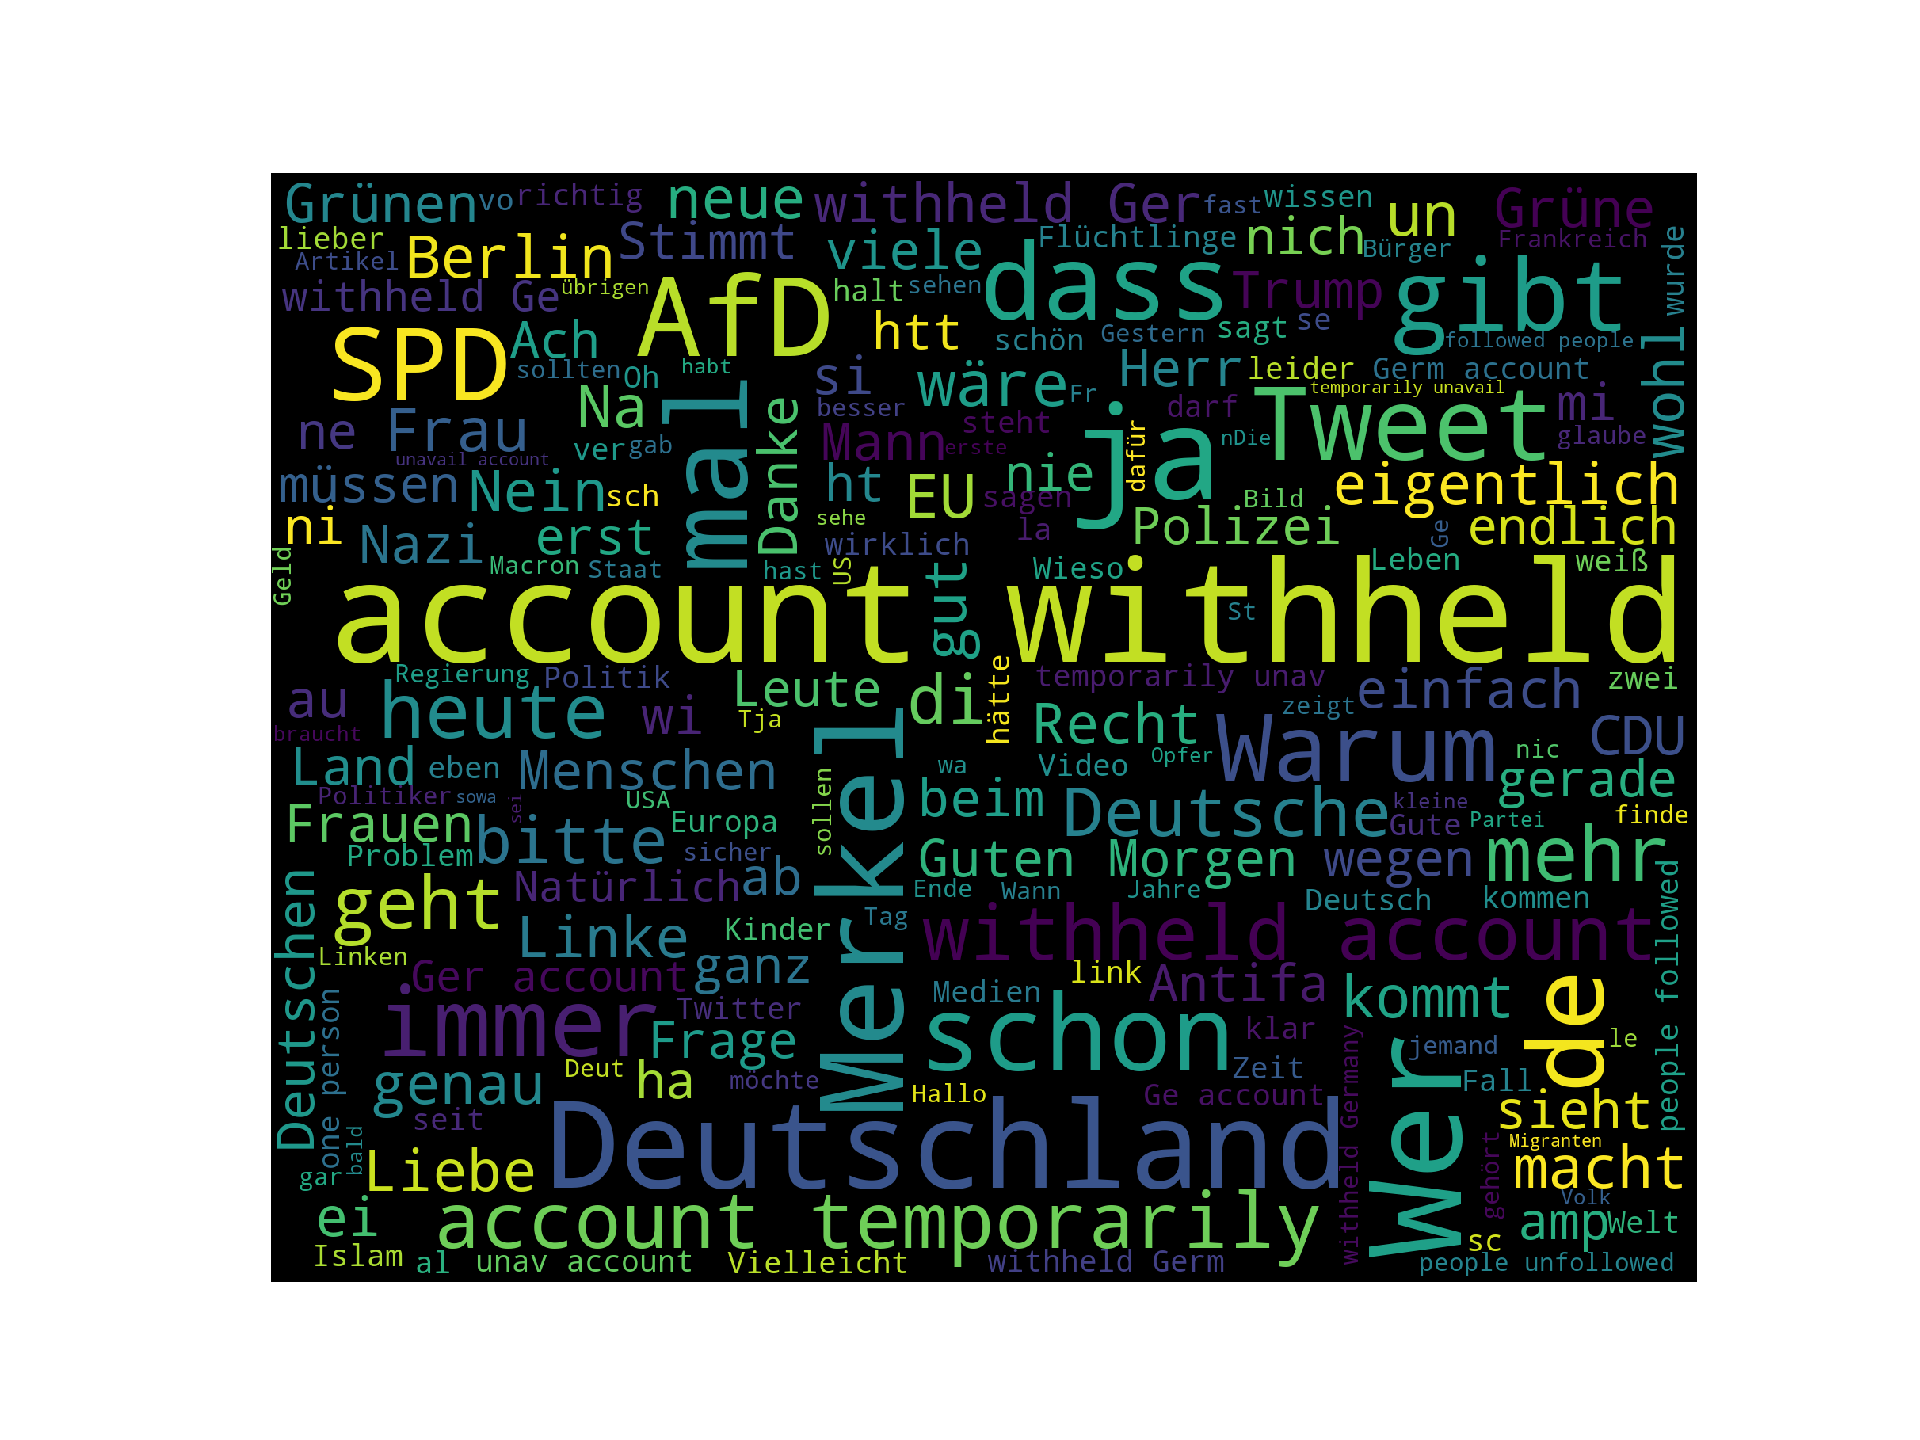 Grünen vo richtig neue withheld Ger fast wissen un Grüne
lieber Artikel Berlin Stimmt viele Flüchtlinge nich Bürger Frankreich wurde
withheld Ge übrigen AfD halt sehen dass Trump gibt
SPD Ach htt schön Gestern sagt se followed people wohl
sollten Oh habt mal si wäre Fr Herr leider Germ account
ne Frau Na Danke besser darf temporarily unavail Tweet mi
ver gab Mann erste steht ja dafür nDie glaube
unavail account
müssen Nein sch ht EU nie sagen Bild eigentlich
ni Nazi erst sehe wirklich la Polizei Ge endlich
Geld Macron Staat hast US gut Wieso Leben weiß
account withheld St
Regierung Politik Leute di hätte temporarily unav einfach zwei
au heute wi Tja Merkel Recht zeigt Warum CDU
braucht
Land eben Menschen sollen wa Video Opfer nic gerade
Politiker sowa sei USA beim Deutsche kleine finde
Frauen bitte Europa Gute Partei mehr
Problem sicher Guten Morgen wegen
Deutschen geht Natürlich ab Ende Wann Jahre Deutsch kommen people followed
Linke Kinder Tag withheld account
Linken Ger account ganz link Antifa de
one person immer Twitter Medien schon kommt
Frage klar jemand le
genau Deut ha möchte Hallo Zeit Wer Fall
seit Ge account withheld Germany sieht
bald Deutschland gehört Migranten
gar Liebe macht
Volk
ei account temporarily amp Welt
Islam al unav account Vielleicht withheld Germ sc people unfollowed